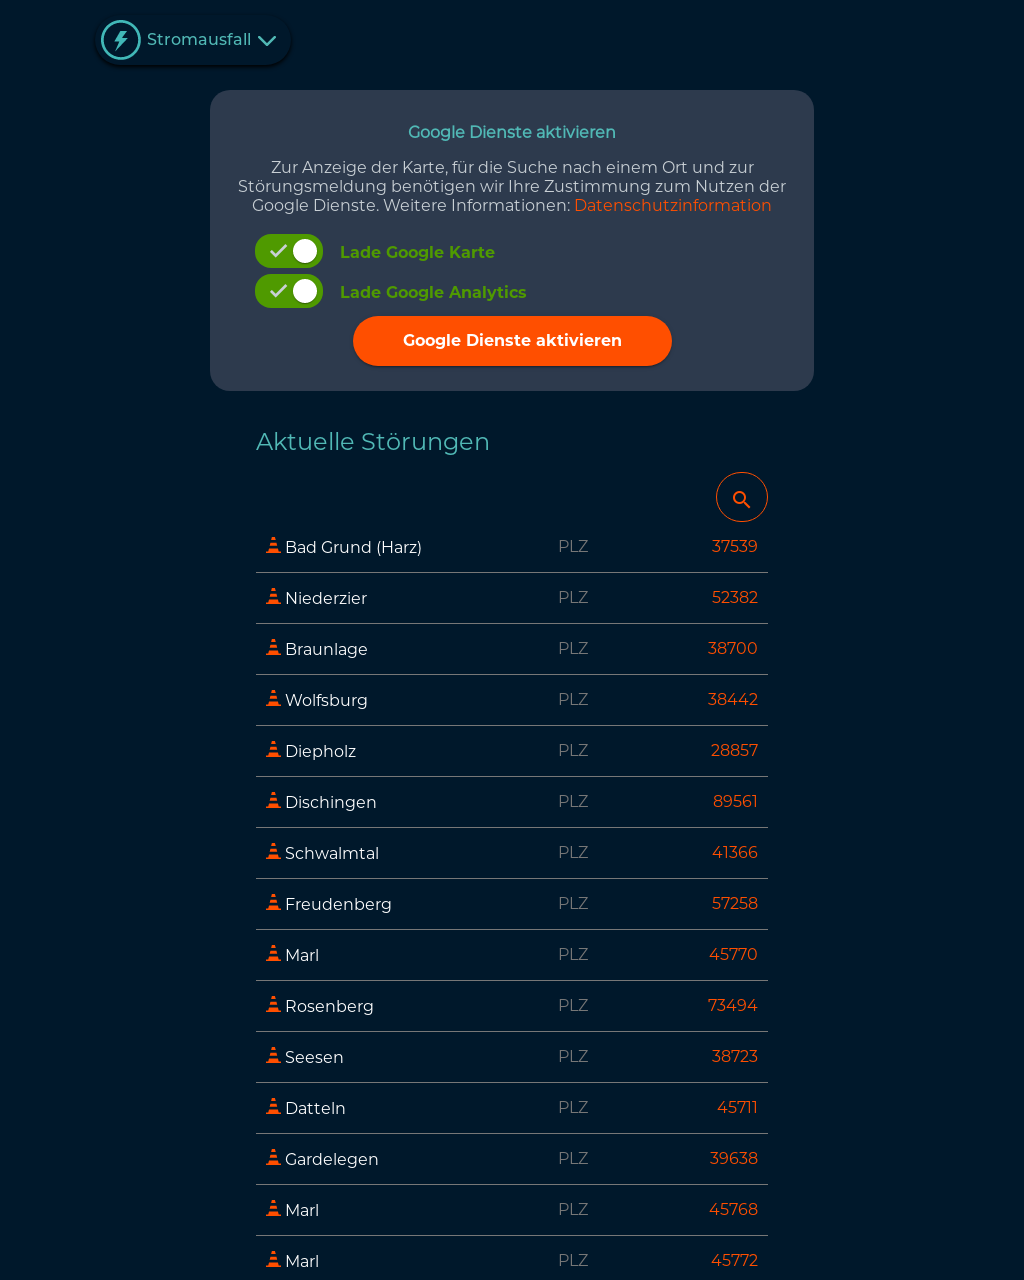 Stromausfall
Google Dienste aktivieren
Zur Anzeige der Karte, für die Suche nach einem Ort und zur
Störungsmeldung benötigen wir Ihre Zustimmung zum Nutzen der
Google Dienste. Weitere Informationen: Datenschutzinformation
Lade Google Karte
Lade Google Analytics
Google Dienste aktivieren
Aktuelle Störungen
Bad Grund (Harz) PLZ 37539
Niederzier PLZ 52382
Braunlage PLZ 38700
Wolfsburg PLZ 38442
Diepholz PLZ 28857
Dischingen PLZ 89561
Schwalmtal PLZ 41366
Freudenberg PLZ 57258
Marl PLZ 45770
Rosenberg PLZ 73494
Seesen PLZ 38723
Datteln PLZ 45711
Gardelegen PLZ 39638
Marl PLZ 45768
Marl PLZ 45772